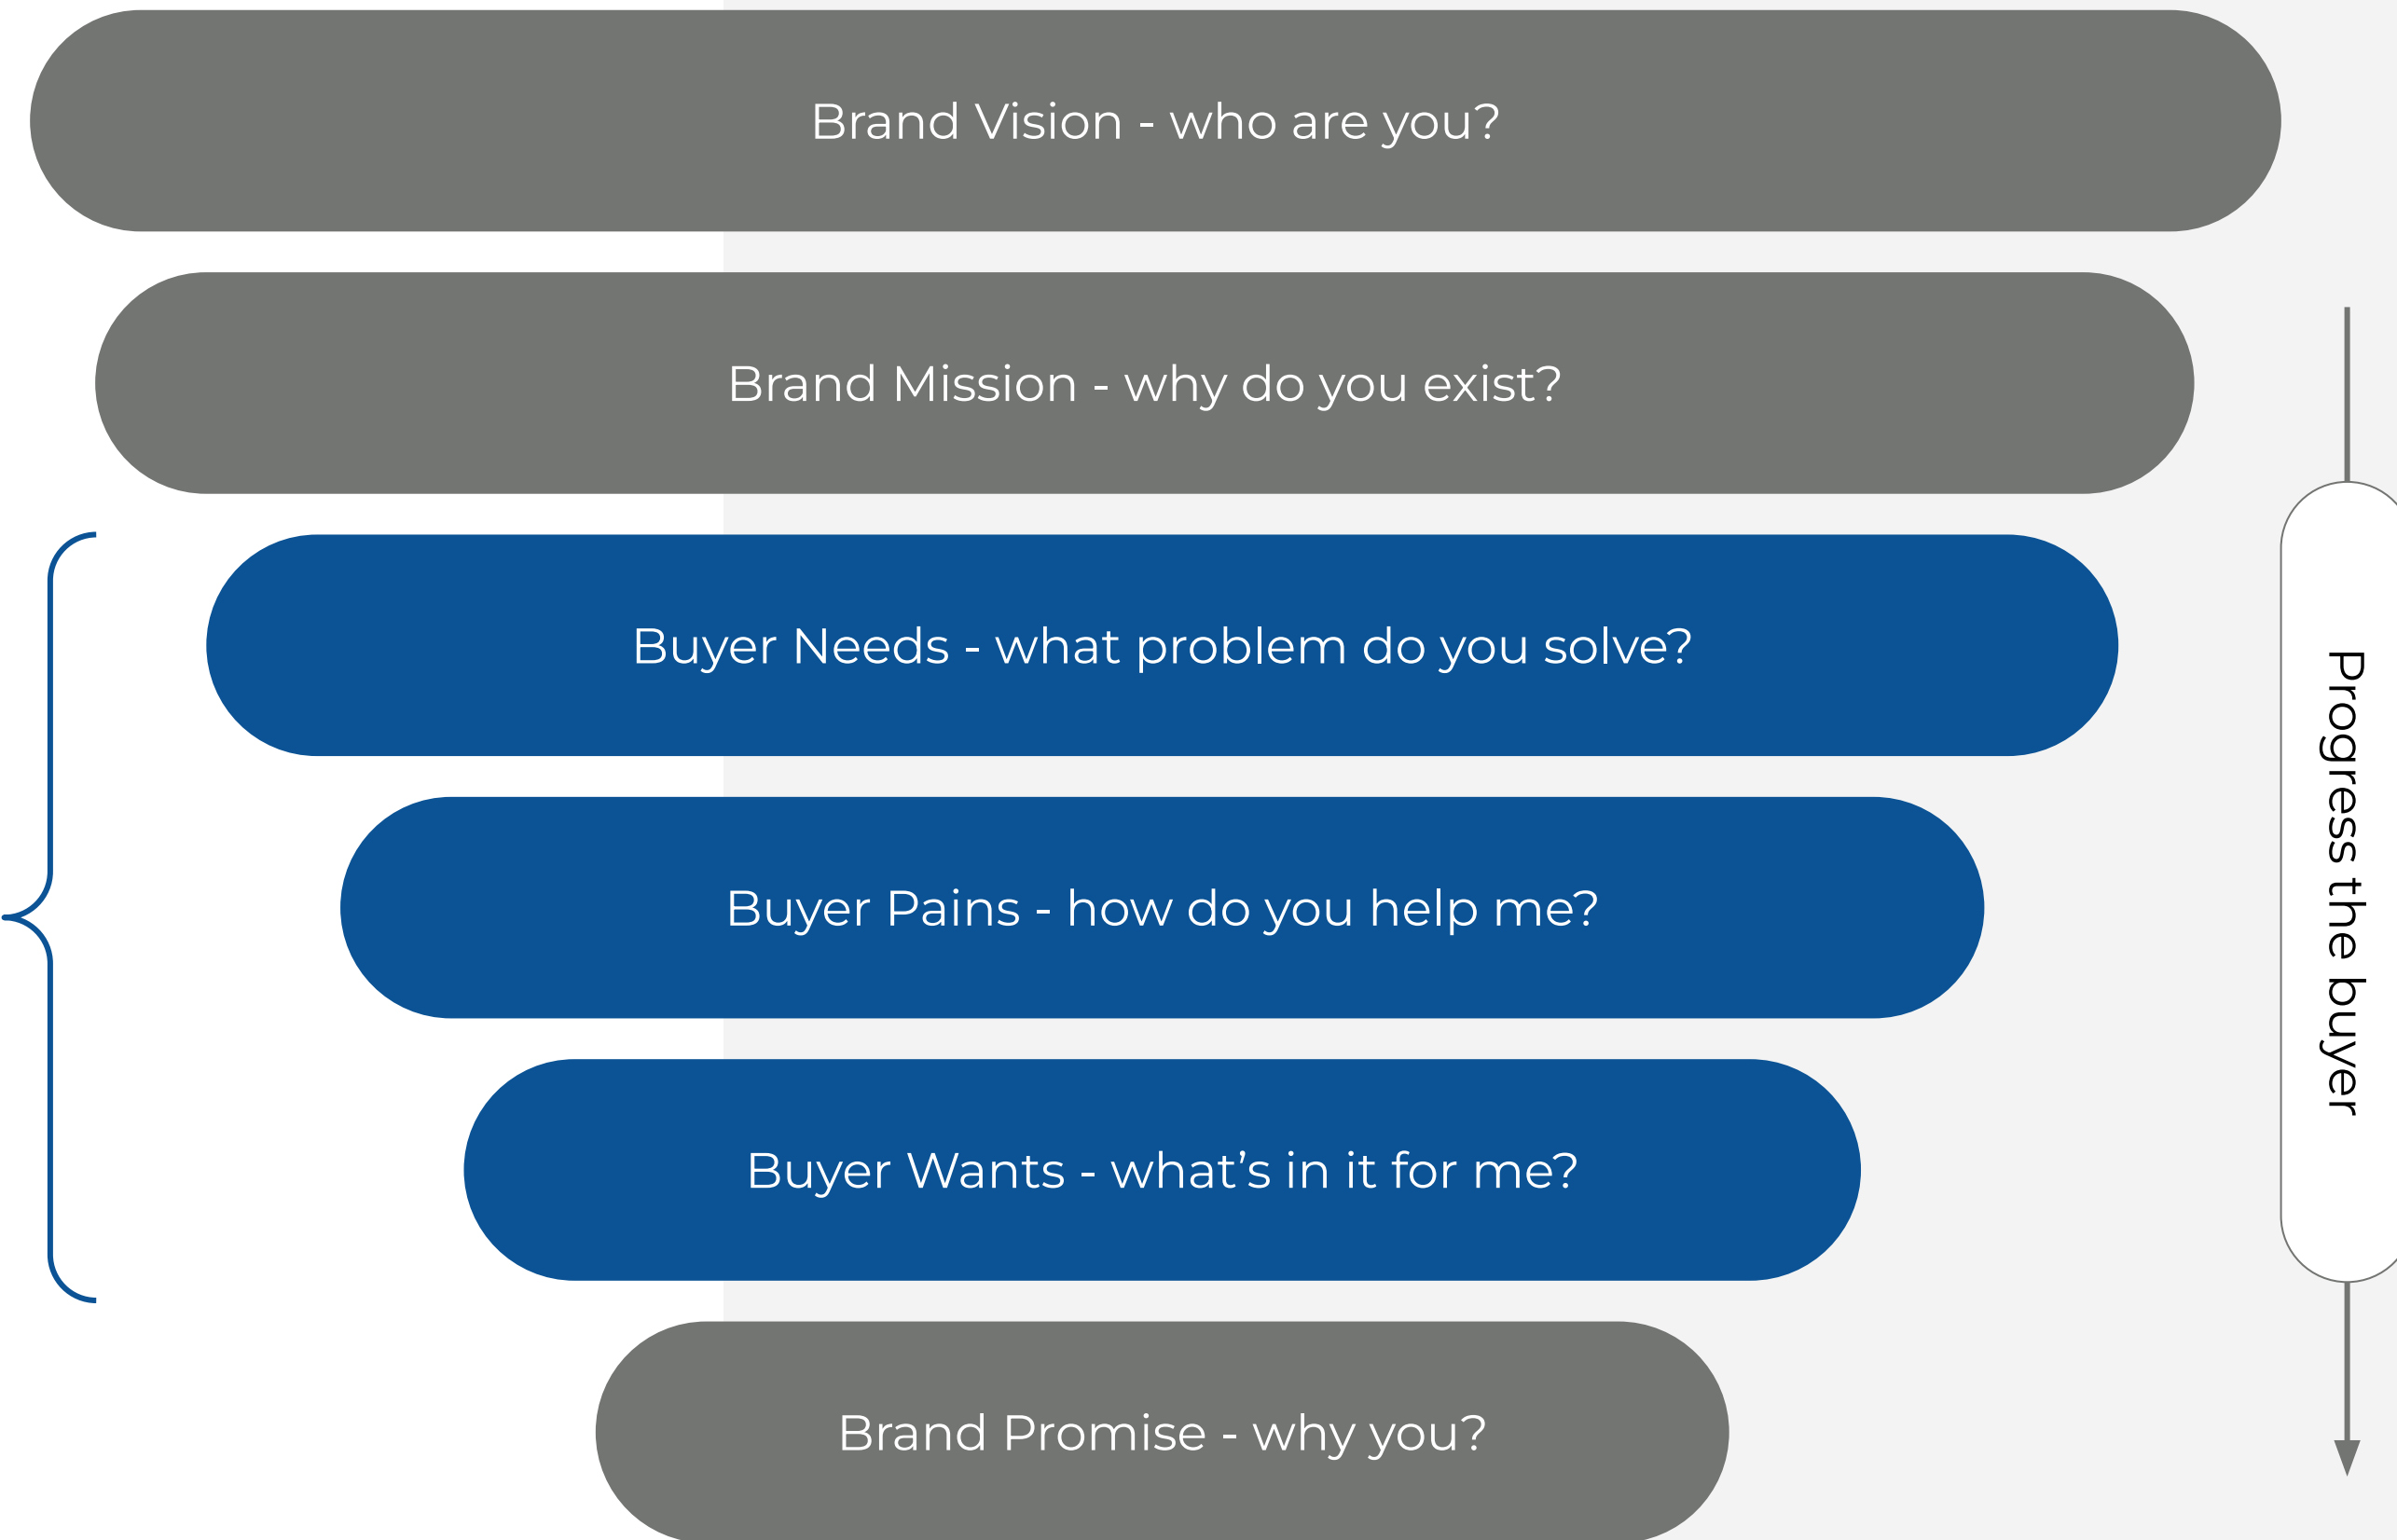 Brand Vision - who are you?
Brand Mission - why do you exist?
Buyer Needs - what problem do you solve?
Buyer Pains - how do you help me?
Buyer Wants - what’s in it for me?
Brand Promise - why you?
Progress the buyer